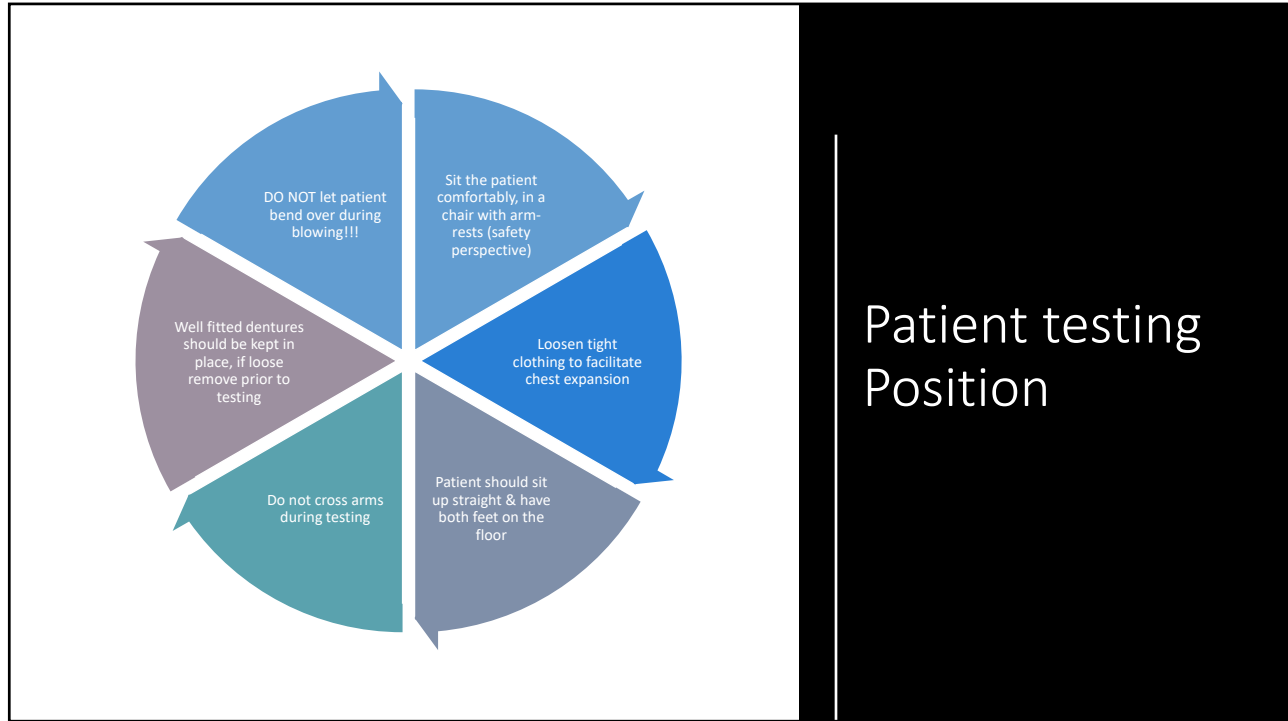 Sit the patient
comfortably, in a
chair with arm-
rests (safety
perspective)
Loosen tight
clothing to facilitate
chest expansion
Patient should sit
up straight & have
both feet on the
floor
Do not cross arms
during testing
Well fitted dentures
should be kept in
place, if loose
remove prior to
testing
DO NOT let patient
bend over during
blowing!!!
Patient testing
Position